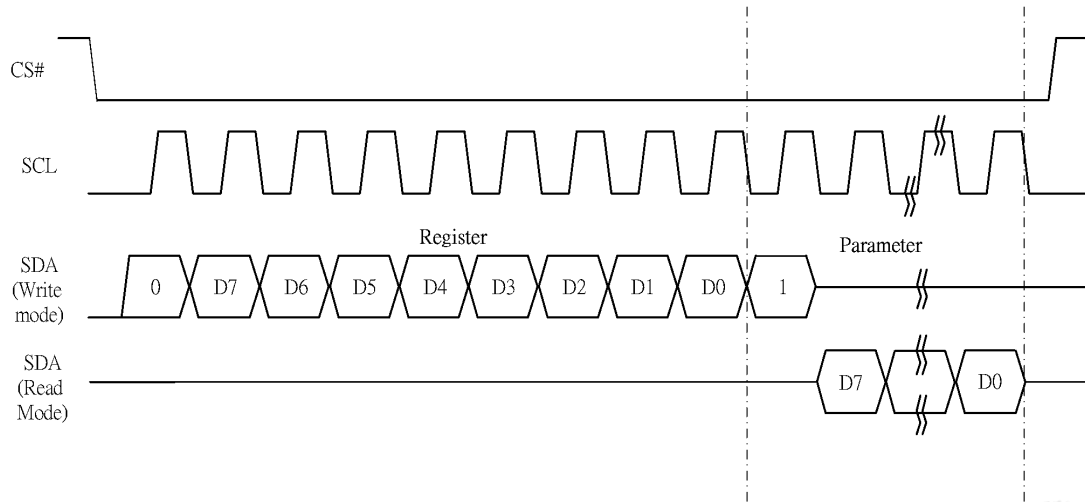 CS#
SCL
Register
Parameter
SDA
(Write
mode)
0 D7 D6 D5 D4 D3 D2 D1 D0 1
SDA
(Read
Mode)
D7 D0